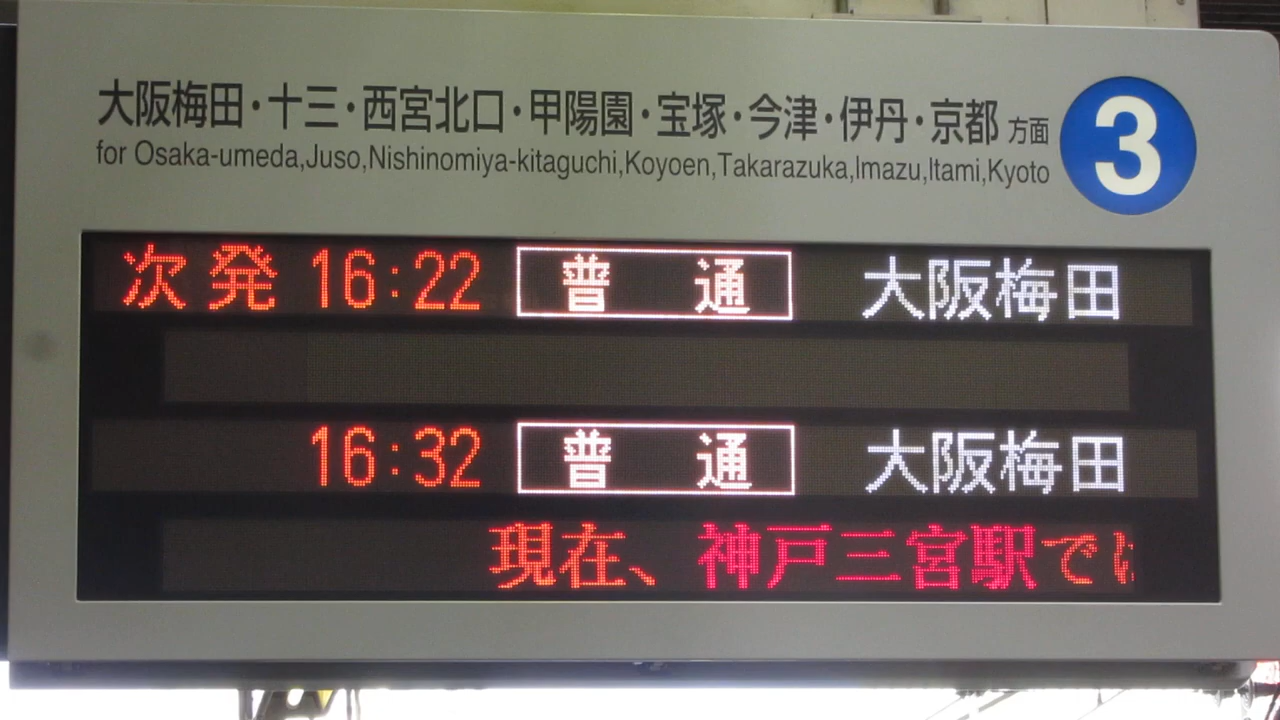 大阪梅田・十三・西宮北口・甲陽園・宝塚・今津・伊丹・京都 方面
for Osaka-umeda,Juso,Nishinomiya-kitaguchi,Koyoen,Takarazuka,Imazu,Itami,Kyoto
3
次発 16:22 普通 大阪梅田
16:32 普通 大阪梅田
現在、神戸三宮駅で